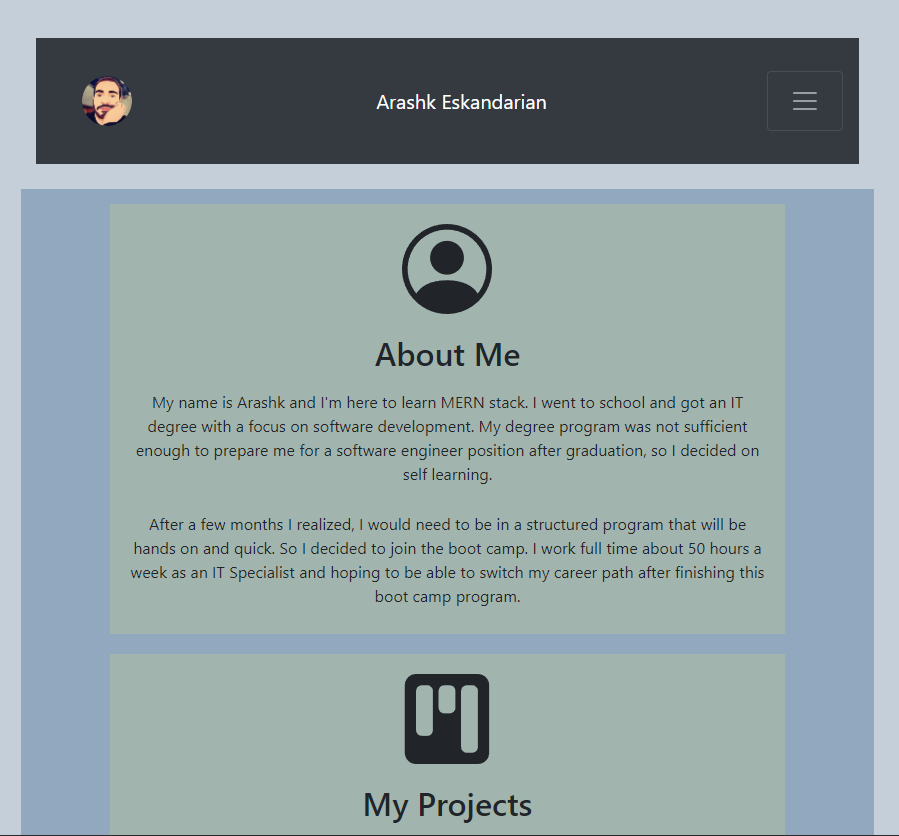 Arashk Eskandarian
About Me
My name is Arashk and I'm here to learn MERN stack. I went to school and got an IT
degree with a focus on software development. My degree program was not sufficient
enough to prepare me for a software engineer position after graduation, so I decided on
self learning.
After a few months I realized, I would need to be in a structured program that will be
hands on and quick. So I decided to join the boot camp. I work full time about 50 hours a
week as an IT Specialist and hoping to be able to switch my career path after finishing this
boot camp program.
My Projects